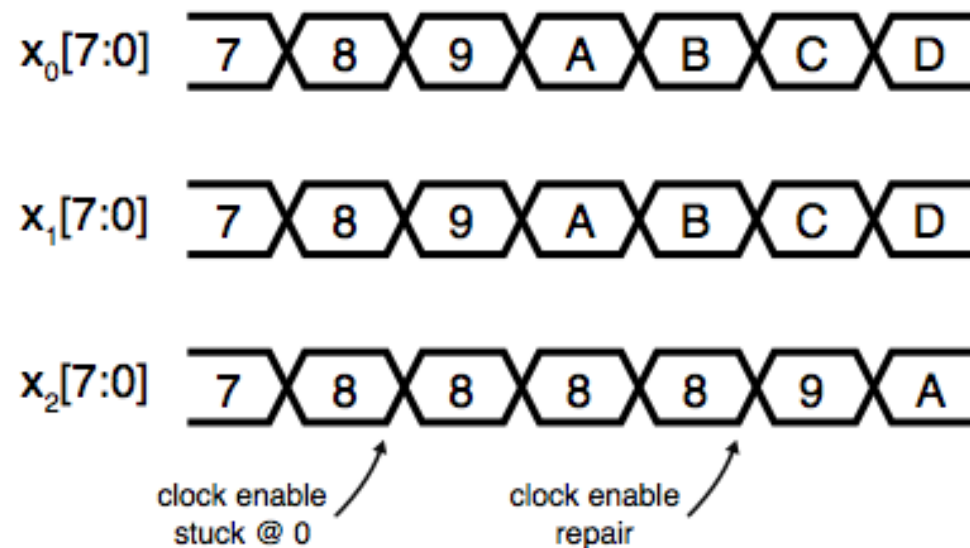 x₀[7:0] 7 8 9 A B C D
x₁[7:0] 7 8 9 A B C D
x₂[7:0] 7 8 8 8 8 9 A
clock enable
stuck @ 0
clock enable
repair